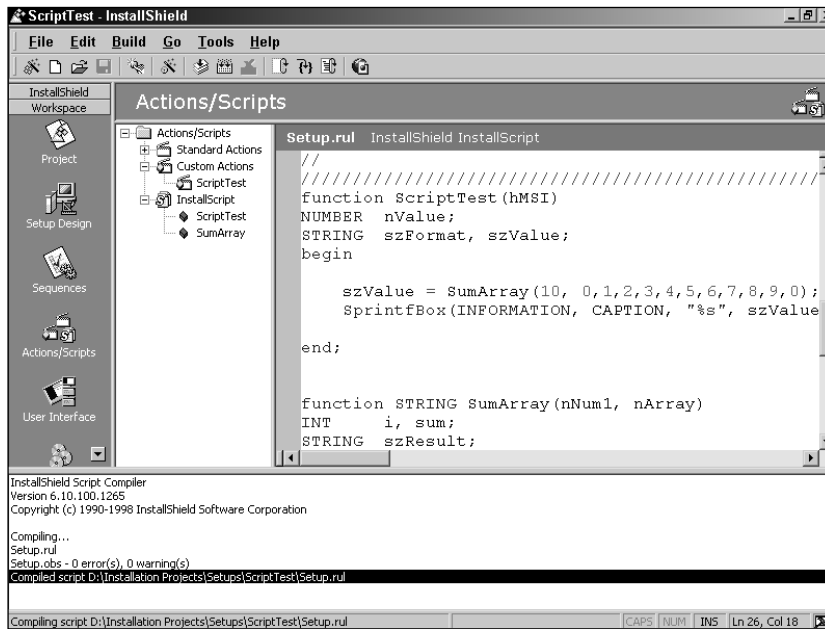 ScriptTest - InstallShield
File Edit Build Go Tools Help
InstallShield
Workspace
Project
Setup Design
Sequences
Actions/Scripts
User Interface
Actions/Scripts
Actions/Scripts
Standard Actions
Custom Actions
ScriptTest
InstallScript
ScriptTest
SumArray
Setup.rul InstallShield InstallScript
//
//////////////////////////////////////////////////
function ScriptTest(hMSI)
NUMBER nValue;
STRING szFormat, szValue;
begin
szValue = SumArray(10, 0,1,2,3,4,5,6,7,8,9,0);
SprintfBox(INFORMATION, CAPTION, "%s", szValue
end;
function STRING SumArray(nNum1, nArray)
INT i, sum;
STRING szResult;
InstallShield Script Compiler
Version 6.10.100.1265
Copyright (c) 1990-1998 InstallShield Software Corporation
Compiling...
Setup.rul
Setup.obs - 0 error(s), 0 warning(s)
Compiled script D:\Installation Projects\Setups\ScriptTest\Setup.rul
Compiling script D:\Installation Projects\Setups\ScriptTest\Setup.rul
CAPS NUM INS Ln 26, Col 18